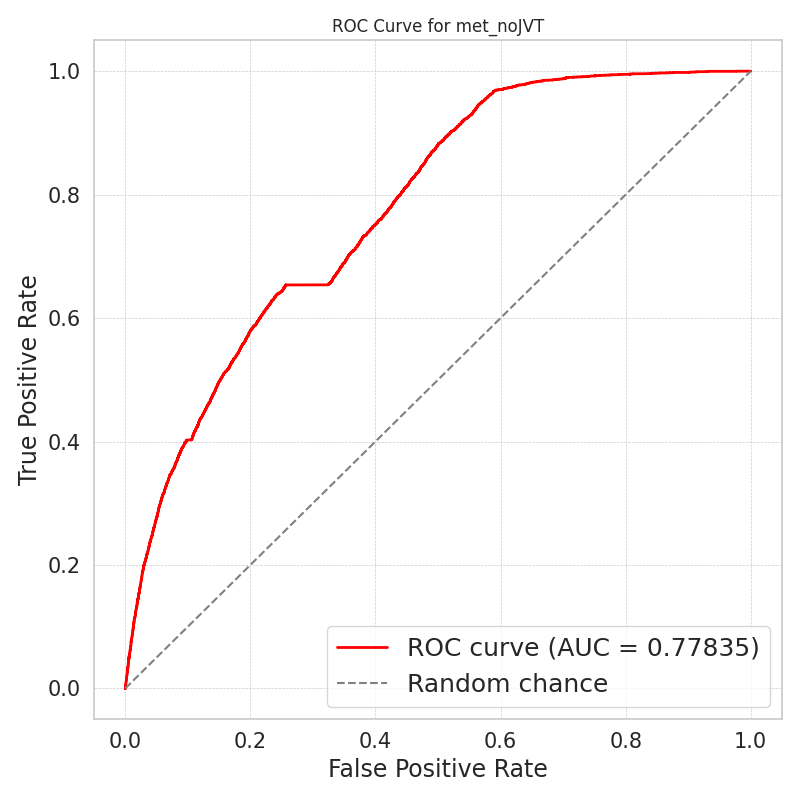 ROC Curve for met_noJVT
1.0
0.8
0.6
0.4
0.2
0.0
True Positive Rate
ROC curve (AUC = 0.77835)
Random chance
0.0 0.2 0.4 0.6 0.8 1.0
False Positive Rate